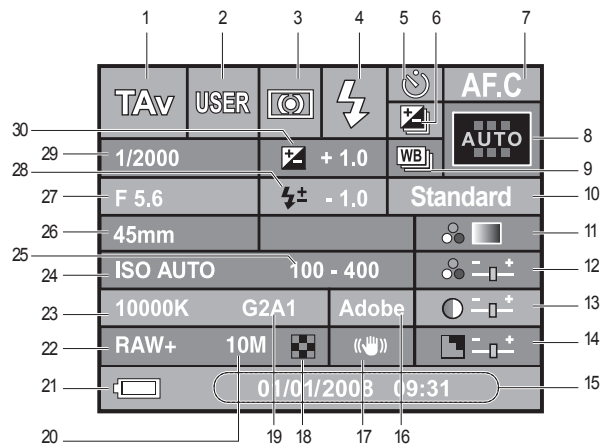 1 2 3 4 5 6 7
TAv USER AF.C
AUTO 8
30
29 1/2000 + 1.0 WB 9
28
27 F 5.6 - 1.0 Standard 10
26 45mm 11
25
24 ISO AUTO 100 - 400 - + 12
23 10000K G2A1 Adobe - + 13
22 RAW+ 10M - + 14
21 01/01/2008 09:31 15
20 19 18 17 16